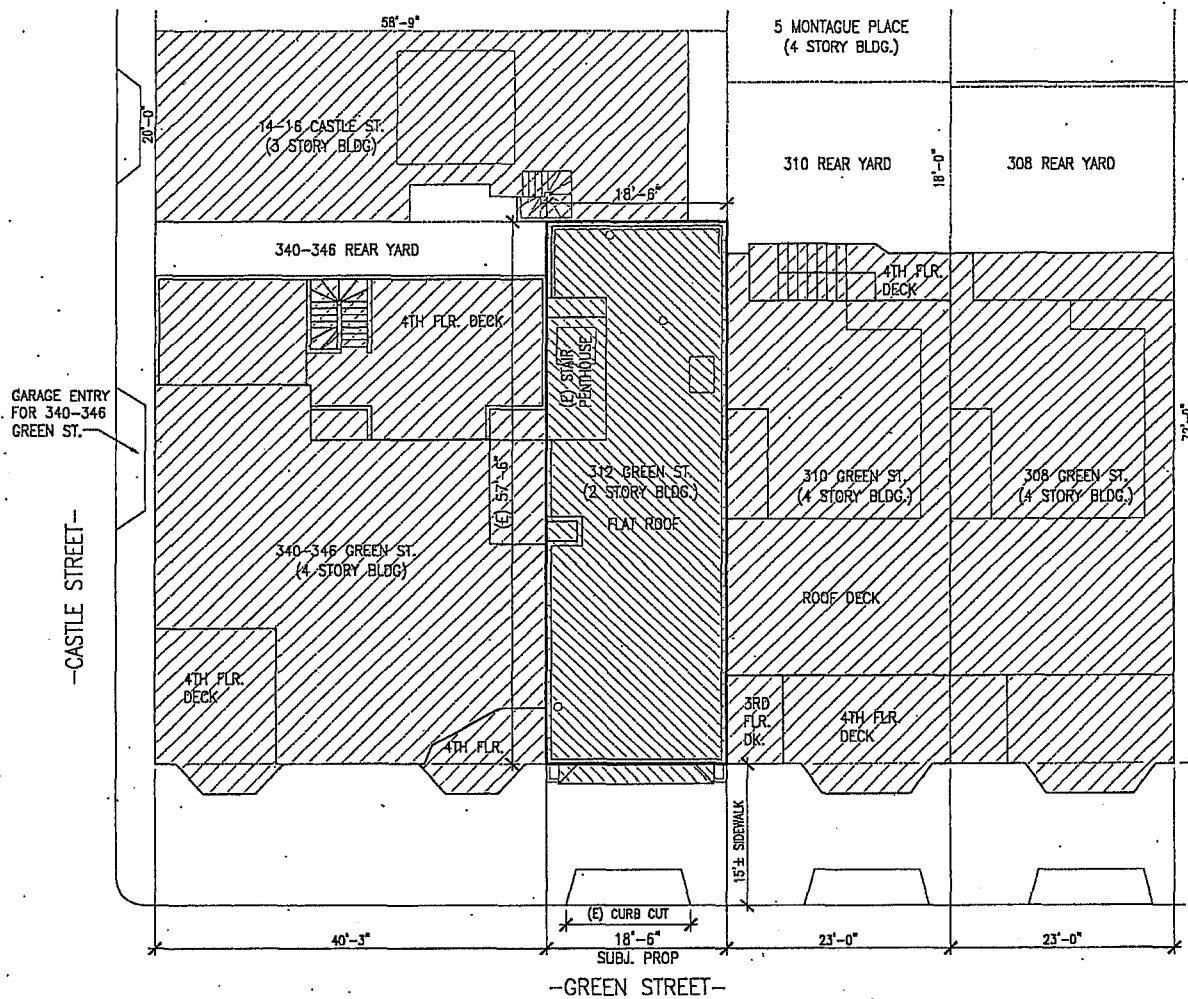 58'-9"
5 MONTAGUE PLACE
(4 STORY BLDG.)
20'-0"
14-16 CASTLE ST.
(3 STORY BLDG)
310 REAR YARD
18'-0"
308 REAR YARD
18'-6"
340-346 REAR YARD
4TH FLR.
DECK
4TH FLR. DECK
(E) STAIR
PENTHOUSE
GARAGE ENTRY
FOR 340-346
GREEN ST.
72'-0"
(E) 57'-6"
312 GREEN ST.
(2 STORY BLDG.)
FLAT ROOF
310 GREEN ST.
(4 STORY BLDG.)
308 GREEN ST.
(4 STORY BLDG.)
340-346 GREEN ST.
(4 STORY BLDG)
-CASTLE STREET-
ROOF DECK
4TH FLR.
DECK
3RD
FLR.
DK.
4TH FLR.
DECK
4TH FLR.
15'± SIDEWALK
(E) CURB CUT
40'-3"
18'-6"
23'-0"
23'-0"
SUBJ. PROP
-GREEN STREET-